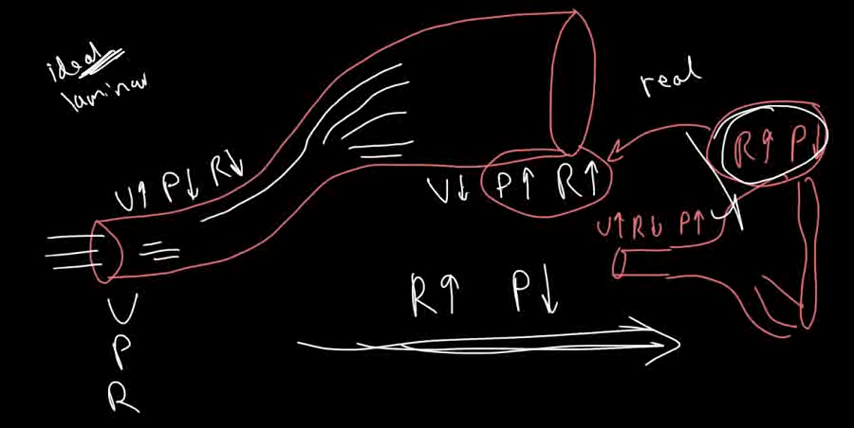 ideal
laminar
real
R↑ P↓
V↑ P↓ R↓
V↓ P↑ R↑
V↑ R↓ P↑
R↑ P↓
V
P
R